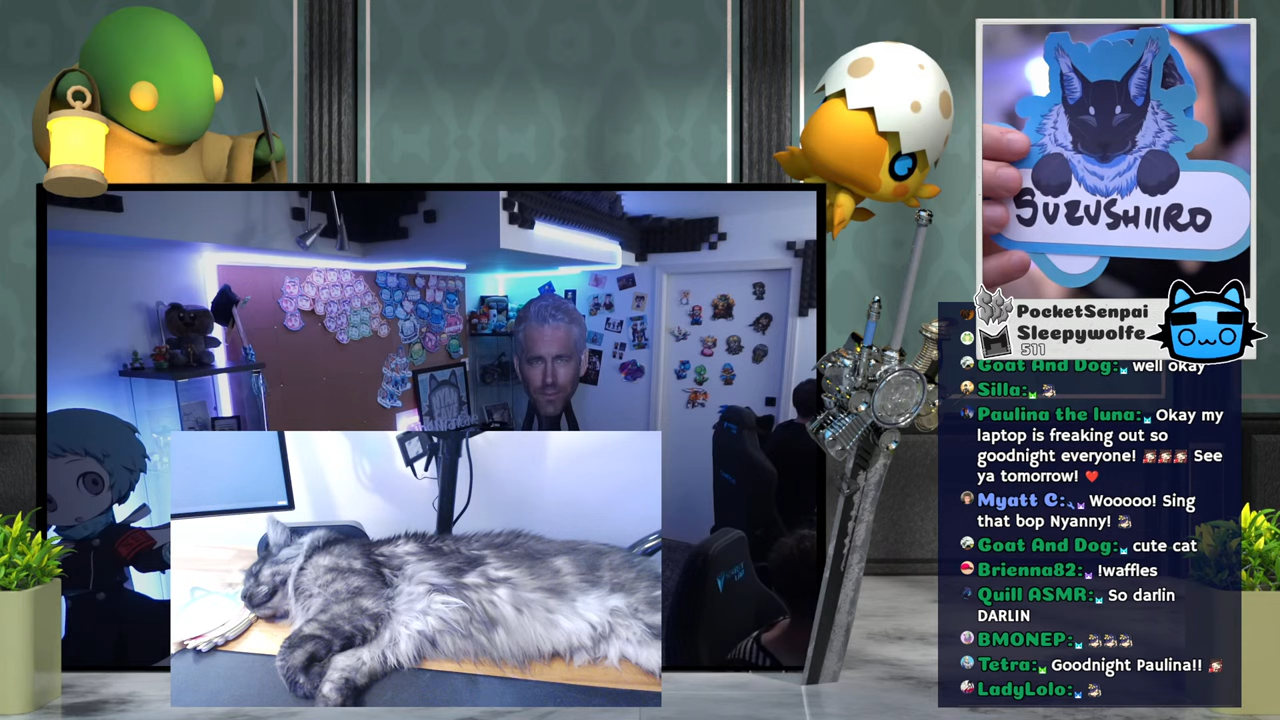 SUZUSHIIRO
PocketSenpai
Sleepywolfe
511
Goat And Dog: well okay
Silla:
Paulina the luna: Okay my
laptop is freaking out so
goodnight everyone! See
ya tomorrow!
Myatt C: Wooooo! Sing
that bop Nyanny!
Goat And Dog: cute cat
Brienna82: !waffles
Quill ASMR: So darlin
DARLIN
BMONEP:
Tetra: Goodnight Paulina!!
LadyLolo: